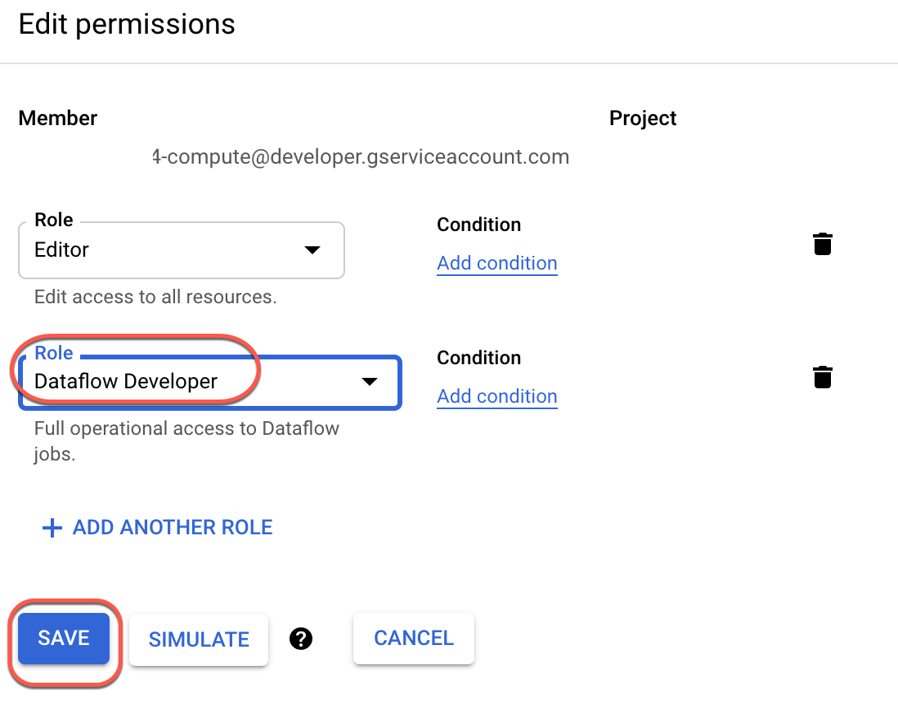 Edit permissions
Member
Project
4-compute@developer.gserviceaccount.com
Role
Editor
Condition
Add condition
Edit access to all resources.
Role
Dataflow Developer
Condition
Add condition
Full operational access to Dataflow
jobs.
+ ADD ANOTHER ROLE
SAVE
SIMULATE
?
CANCEL